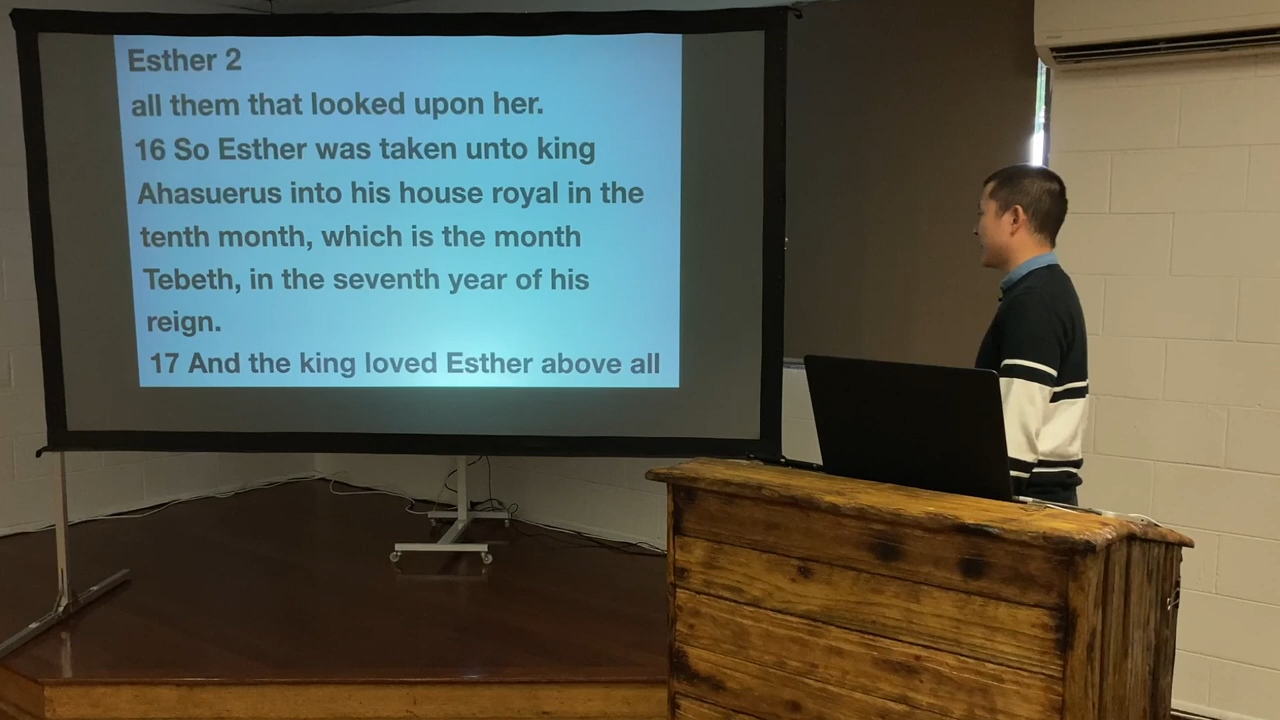 Esther 2
all them that looked upon her.
16 So Esther was taken unto king
Ahasuerus into his house royal in the
tenth month, which is the month
Tebeth, in the seventh year of his
reign.
17 And the king loved Esther above all